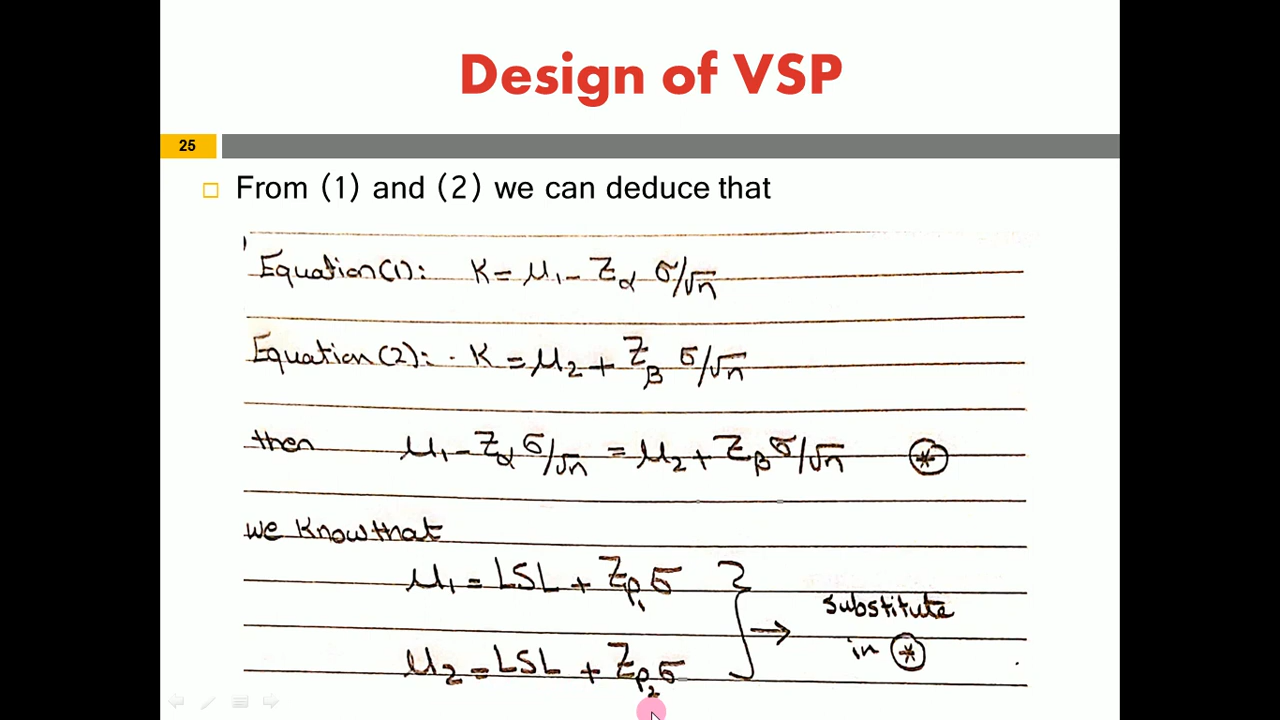 Design of VSP
25
From (1) and (2) we can deduce that
Equation(1): K = μ₁ - Z_α σ/√n
Equation(2): - K = μ₂ + Z_β σ/√n
then μ₁ - Z_α σ/√n = μ₂ + Z_β σ/√n ⊛
we know that
μ₁ = LSL + Z_p₁ σ
substitute
in ⊛
μ₂ = LSL + Z_p₂ σ